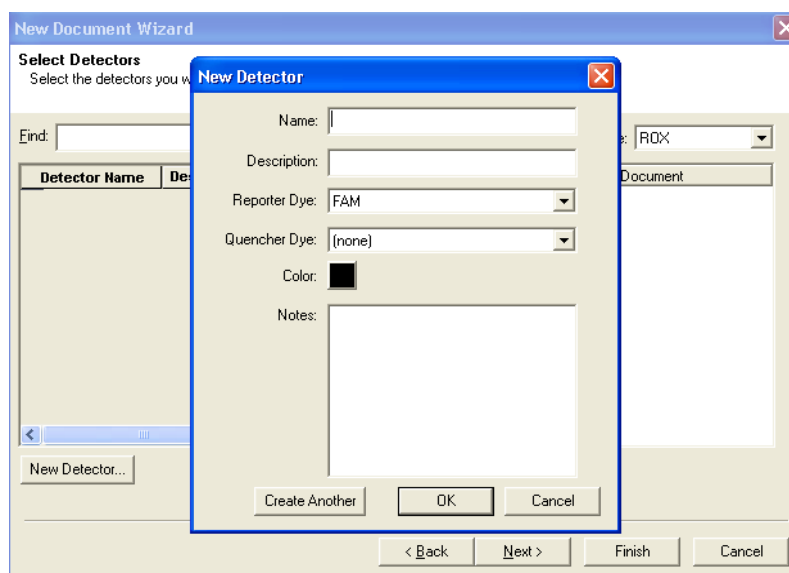 New Document Wizard
Select Detectors
Select the detectors you w
New Detector
Name:
Find:
e: ROX
Description:
Detector Name
Des
Document
Reporter Dye: FAM
Quencher Dye: (none)
Color:
Notes:
New Detector...
Create Another
OK
Cancel
< Back
Next >
Finish
Cancel